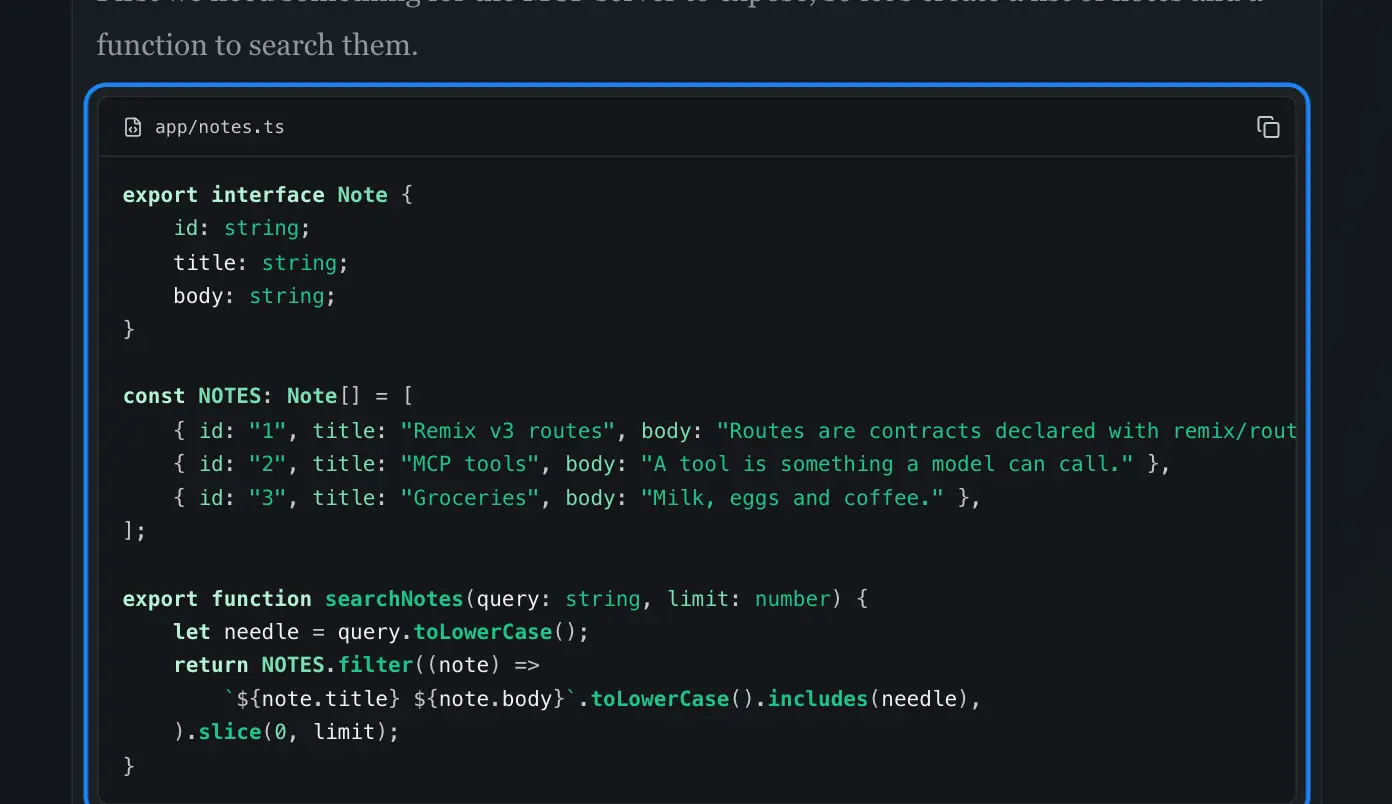 function to search them.
app/notes.ts
export interface Note {
    id: string;
    title: string;
    body: string;
}
const NOTES: Note[] = [
    { id: "1", title: "Remix v3 routes", body: "Routes are contracts declared with remix/rout
    { id: "2", title: "MCP tools", body: "A tool is something a model can call." },
    { id: "3", title: "Groceries", body: "Milk, eggs and coffee." },
];
export function searchNotes(query: string, limit: number) {
    let needle = query.toLowerCase();
    return NOTES.filter((note) =>
        `${note.title} ${note.body}`.toLowerCase().includes(needle),
    ).slice(0, limit);
}